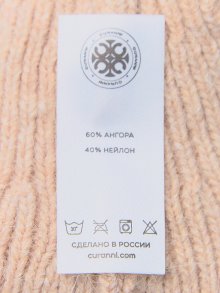 60% АНГОРА
40% НЕЙЛОН
СДЕЛАНО В РОССИИ
curanni.com